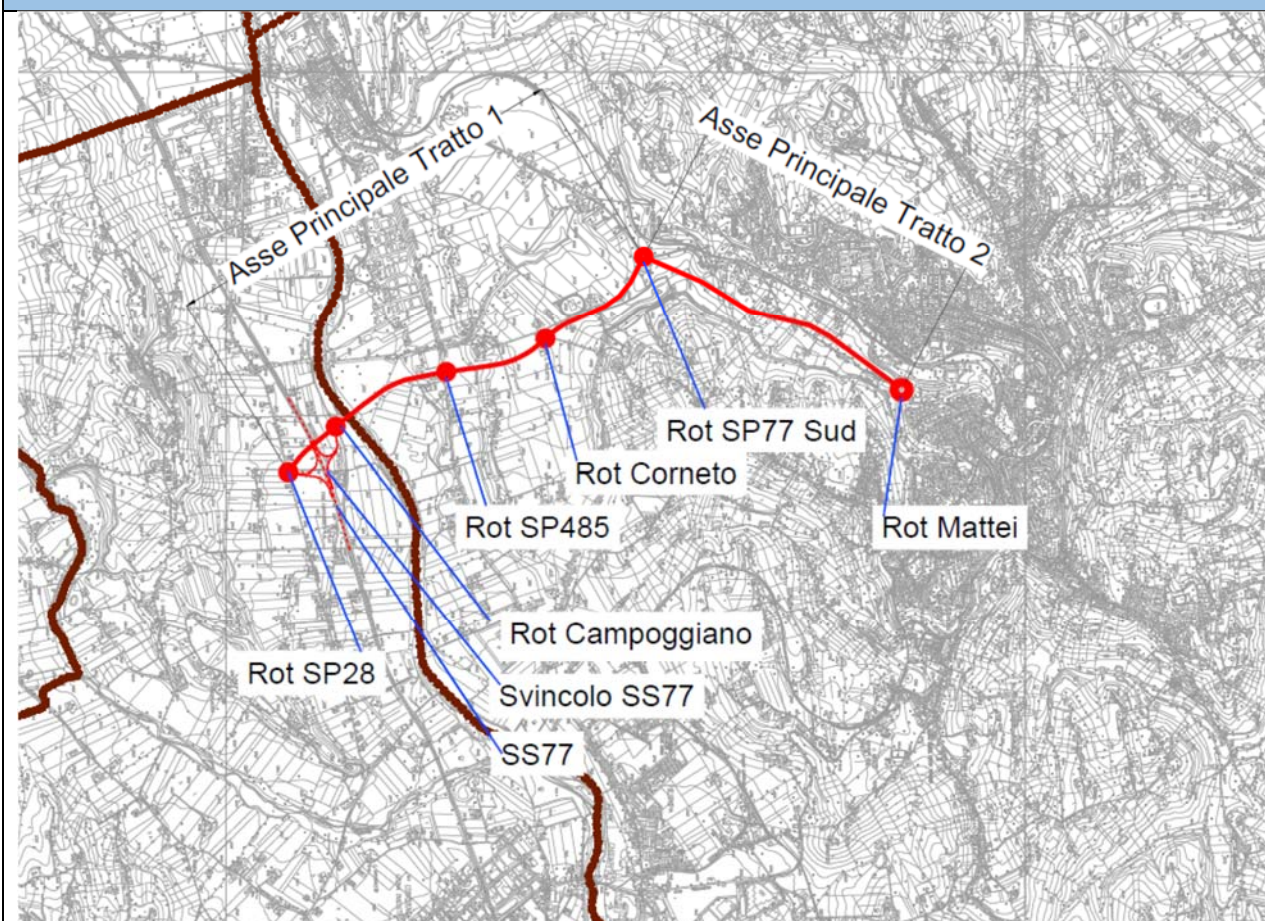 Asse Principale Tratto 1
Asse Principale Tratto 2
Rot SP77 Sud
Rot Corneto
Rot SP485
Rot Mattei
Rot Campoggiano
Rot SP28
Svincolo SS77
SS77